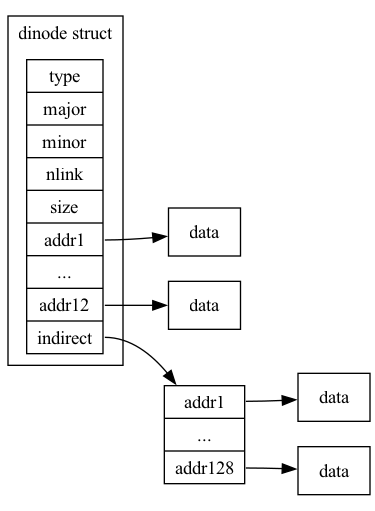 dinode struct
type
major
minor
nlink
size
addr1
data
...
addr12
data
indirect
addr1
data
...
addr128
data